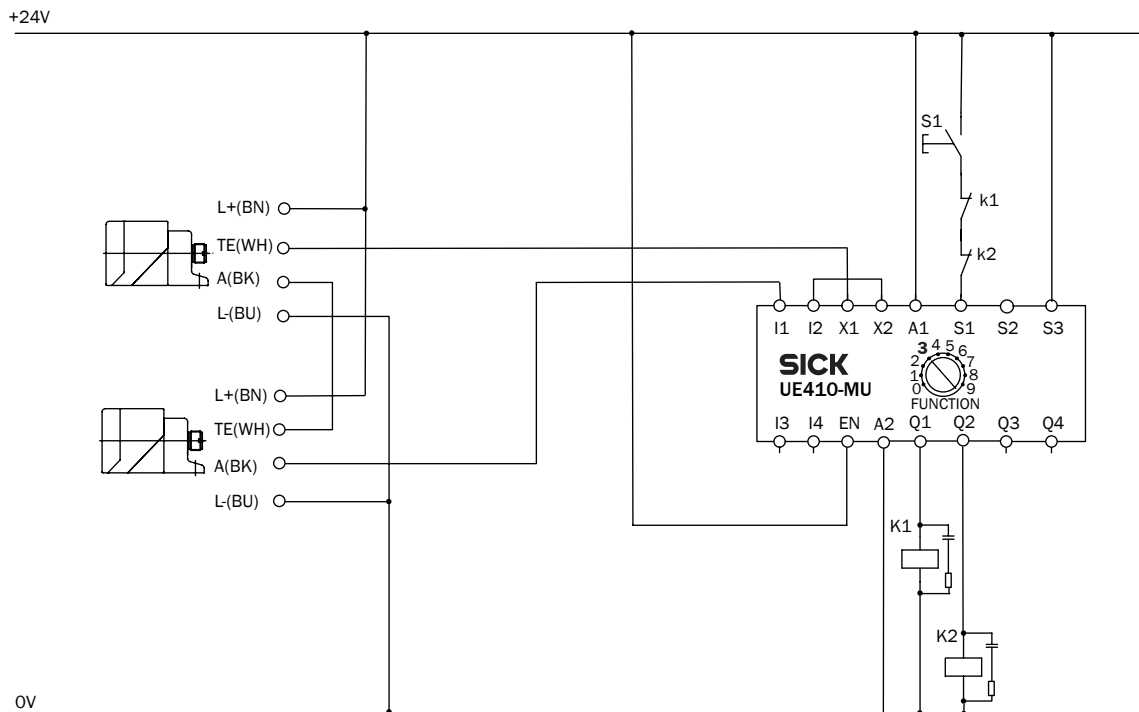 +24V
S1
k1
k2
L+(BN)
TE(WH)
A(BK)
L-(BU)
L+(BN)
TE(WH)
A(BK)
L-(BU)
I1 I2 X1 X2 A1 S1 S2 S3
SICK
UE410-MU
0 1 2 3 4 5 6 7 8 9
FUNCTION
I3 I4 EN A2 Q1 Q2 Q3 Q4
K1
K2
0V